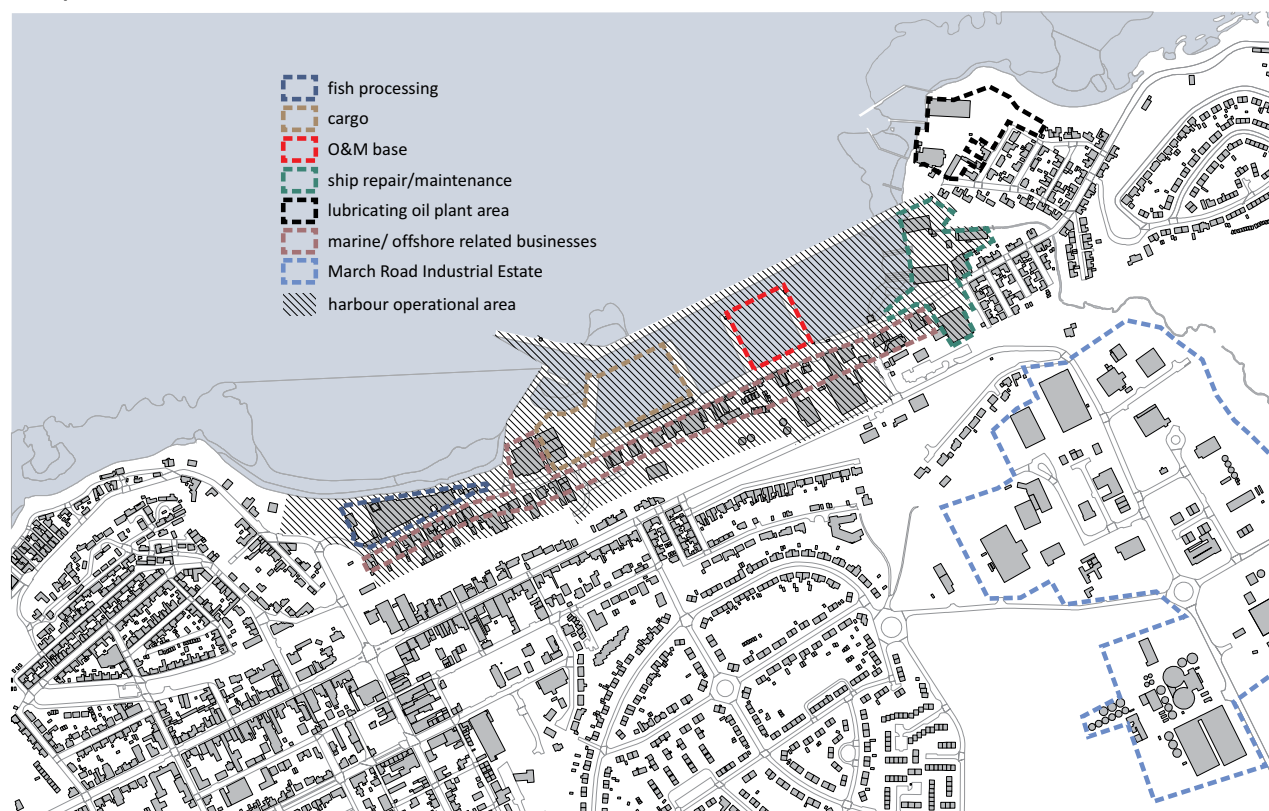 fish processing
cargo
O&M base
ship repair/maintenance
lubricating oil plant area
marine/ offshore related businesses
March Road Industrial Estate
harbour operational area